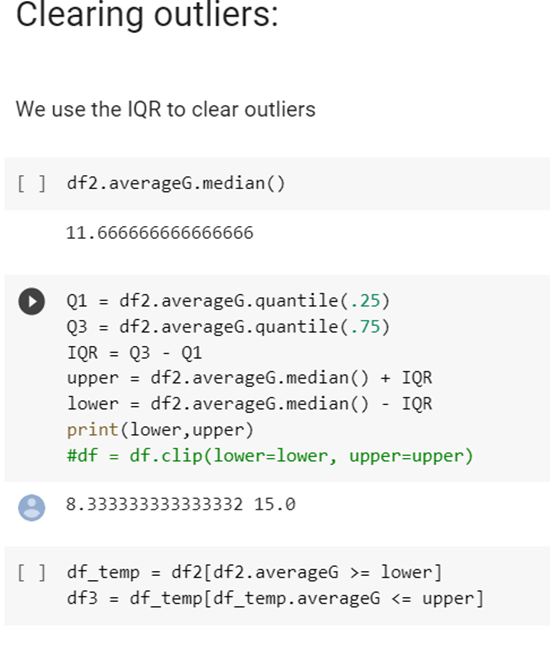 Clearing outliers:
We use the IQR to clear outliers
[ ] df2.averageG.median()
11.666666666666666
Q1 = df2.averageG.quantile(.25)
Q3 = df2.averageG.quantile(.75)
IQR = Q3 - Q1
upper = df2.averageG.median() + IQR
lower = df2.averageG.median() - IQR
print(lower,upper)
#df = df.clip(lower=lower, upper=upper)
8.333333333333332 15.0
[ ] df_temp = df2[df2.averageG >= lower]
df3 = df_temp[df_temp.averageG <= upper]